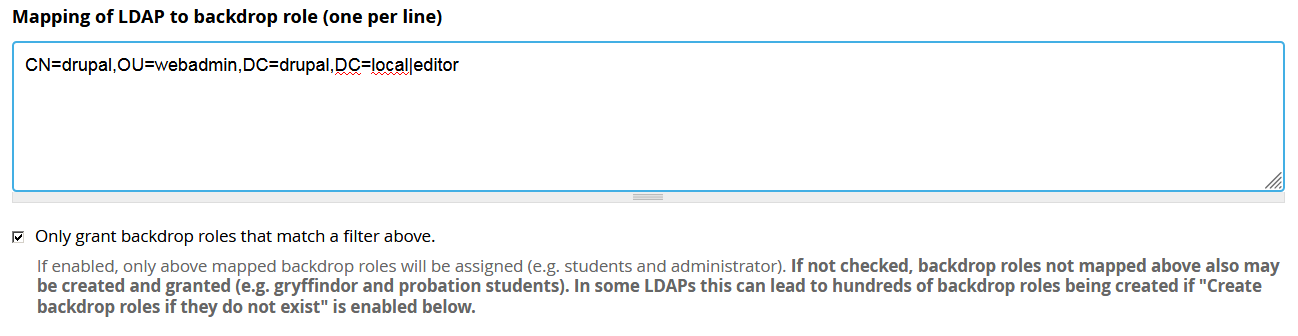 Mapping of LDAP to backdrop role (one per line)
CN=drupal,OU=webadmin,DC=drupal,DC=local|editor
Only grant backdrop roles that match a filter above.
If enabled, only above mapped backdrop roles will be assigned (e.g. students and administrator). If not checked, backdrop roles not mapped above also may
be created and granted (e.g. gryffindor and probation students). In some LDAPs this can lead to hundreds of backdrop roles being created if "Create
backdrop roles if they do not exist" is enabled below.